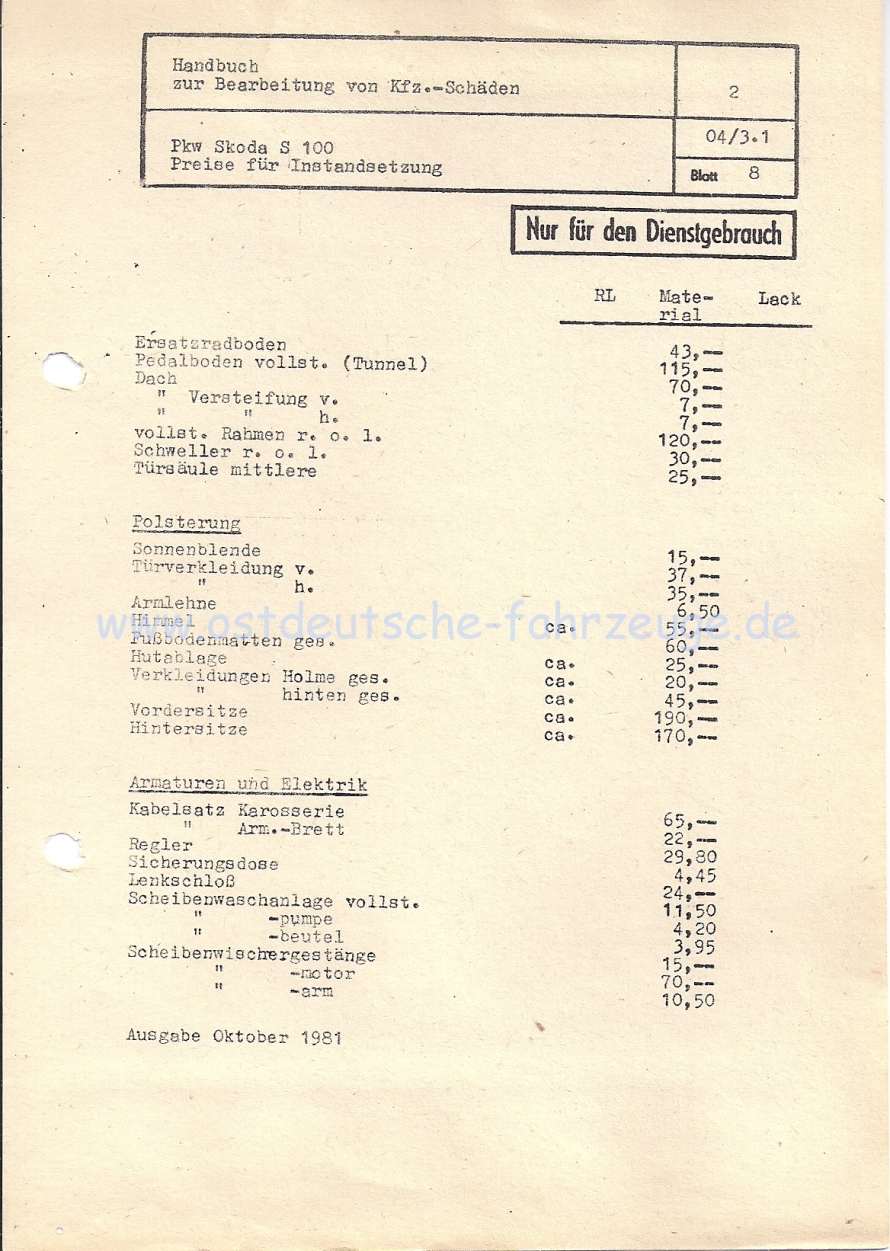 Handbuch
zur Bearbeitung von Kfz.-Schäden
2
Pkw Skoda S 100
Preise für Instandsetzung
04/3.1
Blatt 8
Nur für den Dienstgebrauch
RL Mate- Lack
rial
Ersatzradboden 43,--
Pedalboden vollst. (Tunnel) 115,--
Dach 70,--
" Versteifung v. 7,--
" " h. 7,--
vollst. Rahmen r. o. l. 120,--
Schweller r. o. l. 30,--
Türsäule mittlere 25,--
Polsterung
Sonnenblende 15,--
Türverkleidung v. 37,--
" h. 35,--
Armlehne 6,50
Himmel ca. 55,--
Fußbodenmatten ges. 60,--
Hutablage ca. 25,--
Verkleidungen Holme ges. ca. 20,--
" hinten ges. ca. 45,--
Vordersitze ca. 190,--
Hintersitze ca. 170,--
www.ostdeutsche-fahrzeuge.de
Armaturen und Elektrik
Kabelsatz Karosserie 65,--
" Arm.-Brett 22,--
Regler 29,80
Sicherungsdose 4,45
Lenkschloß 24,--
Scheibenwaschanlage vollst. 11,50
" -pumpe 4,20
" -beutel 3,95
Scheibenwischergestänge 15,--
" -motor 70,--
" -arm 10,50
Ausgabe Oktober 1981